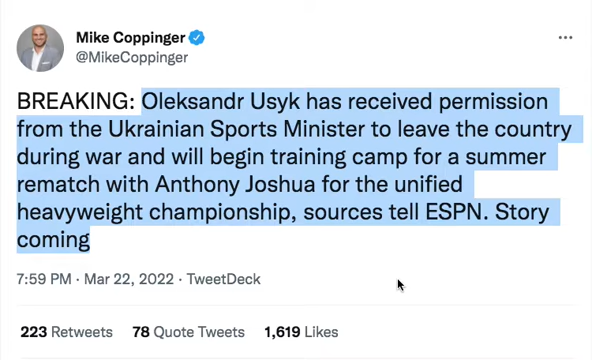 Mike Coppinger
@MikeCoppinger
BREAKING: Oleksandr Usyk has received permission
from the Ukrainian Sports Minister to leave the country
during war and will begin training camp for a summer
rematch with Anthony Joshua for the unified
heavyweight championship, sources tell ESPN. Story
coming
7:59 PM · Mar 22, 2022 · TweetDeck
223 Retweets 78 Quote Tweets 1,619 Likes